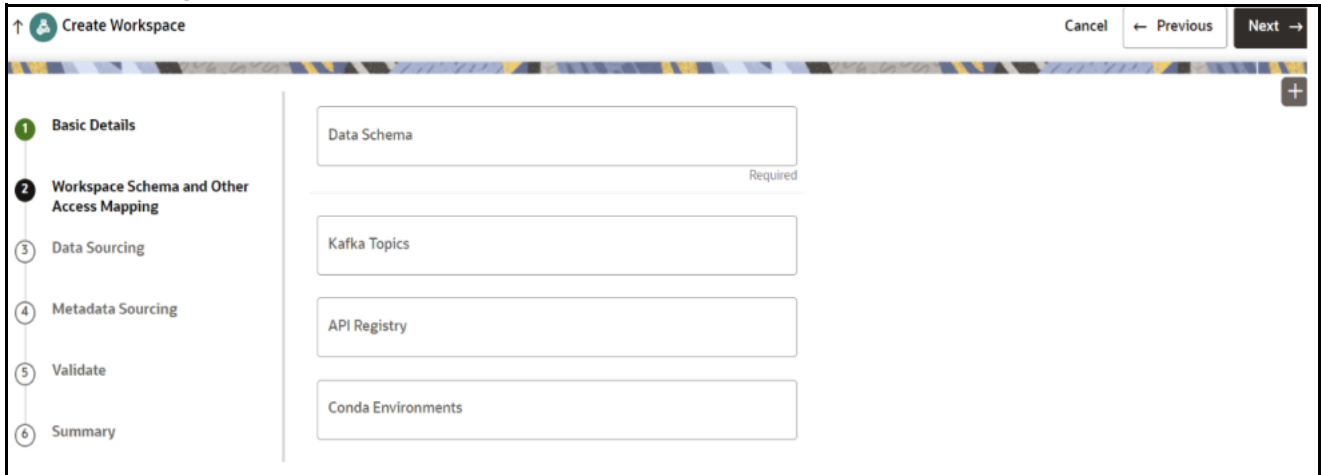 ↑ Create Workspace
Cancel
← Previous
Next →
+
1 Basic Details
2 Workspace Schema and Other
Access Mapping
3 Data Sourcing
4 Metadata Sourcing
5 Validate
6 Summary
Data Schema
Required
Kafka Topics
API Registry
Conda Environments